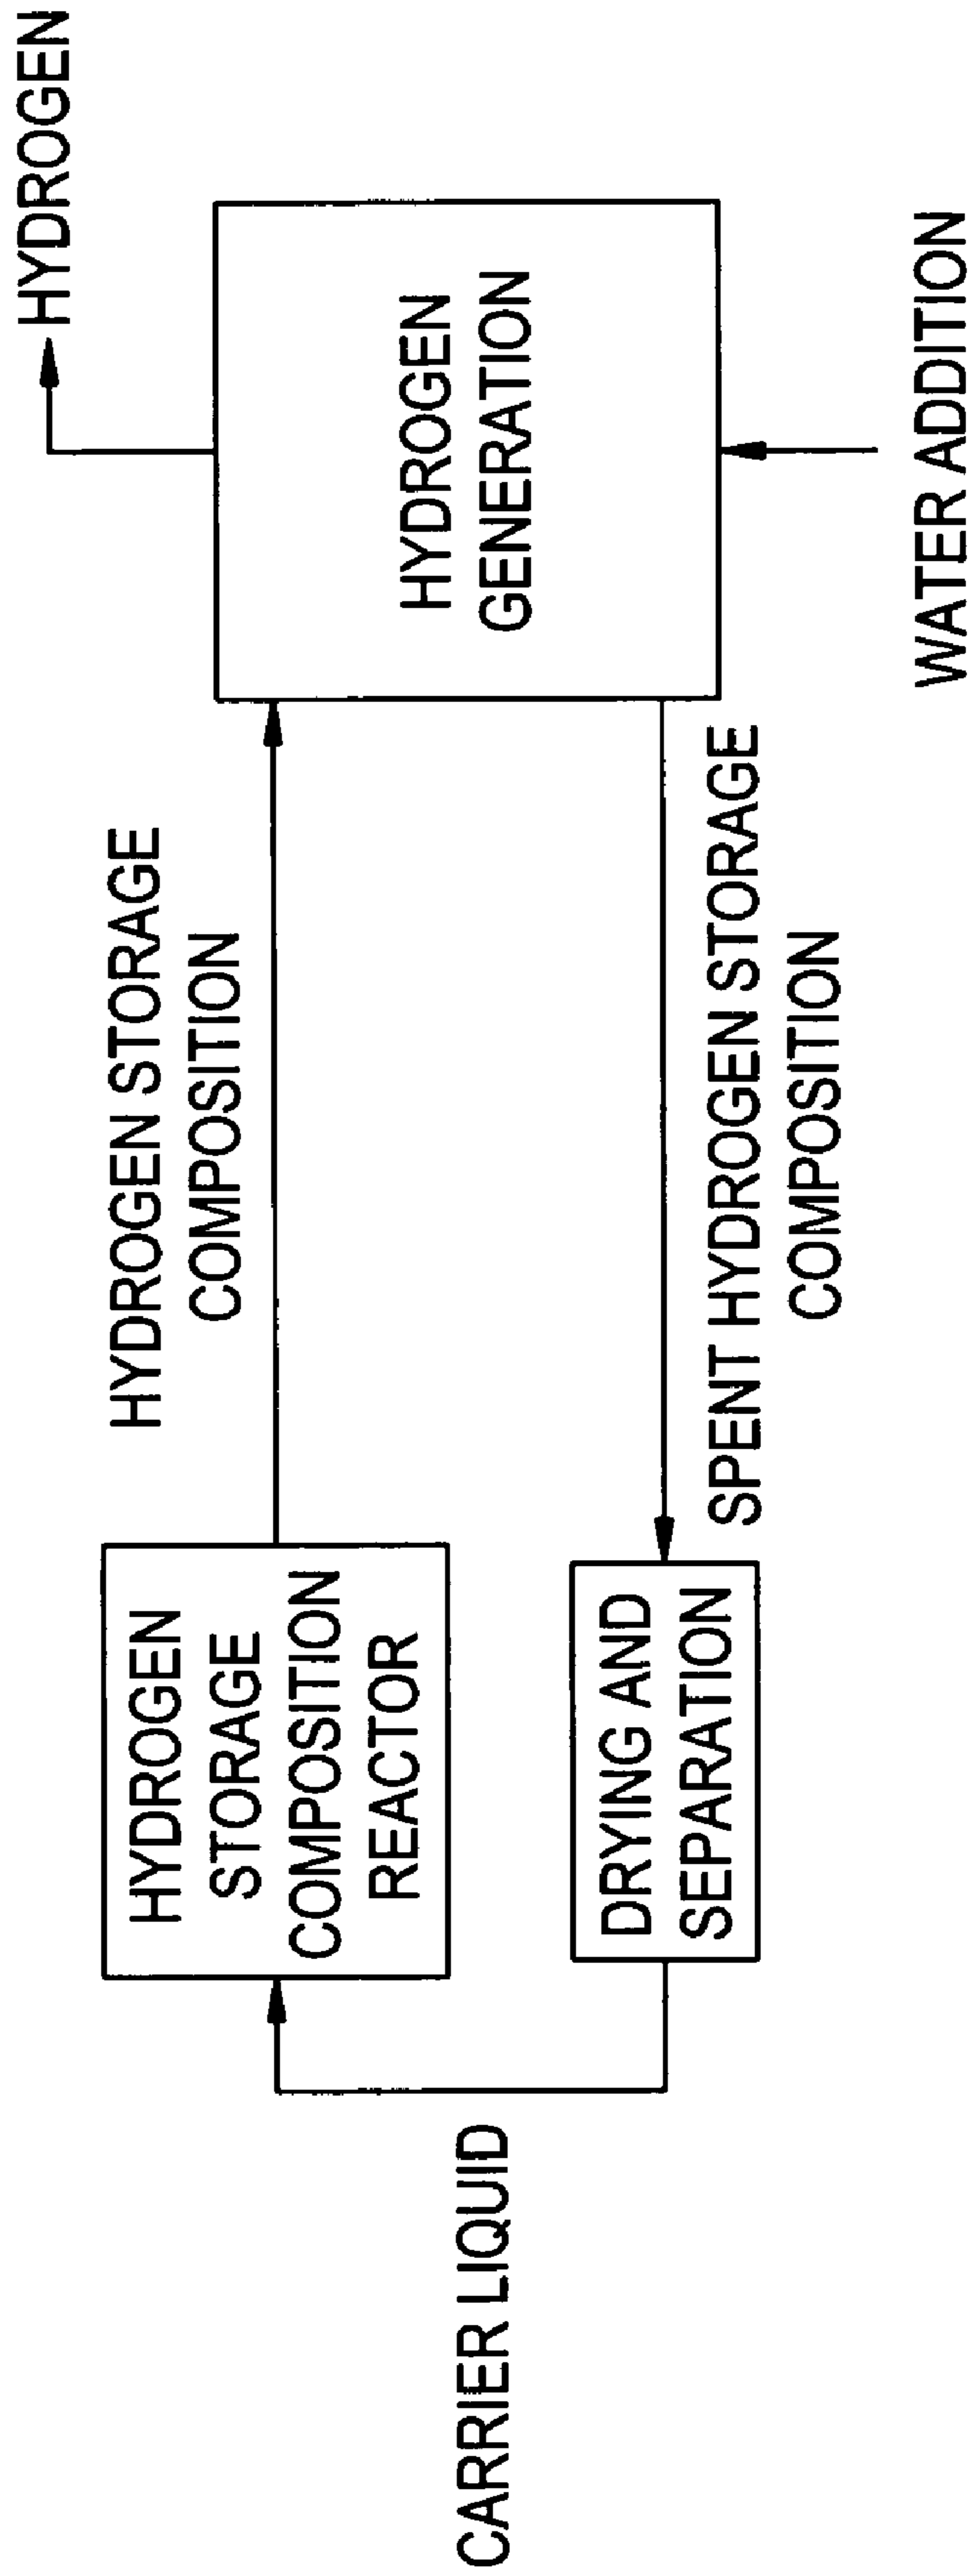 HYDROGEN
HYDROGEN STORAGE
COMPOSITION
HYDROGEN
STORAGE
COMPOSITION
REACTOR
HYDROGEN
GENERATION
CARRIER LIQUID
DRYING AND
SEPARATION
SPENT HYDROGEN STORAGE
COMPOSITION
WATER ADDITION